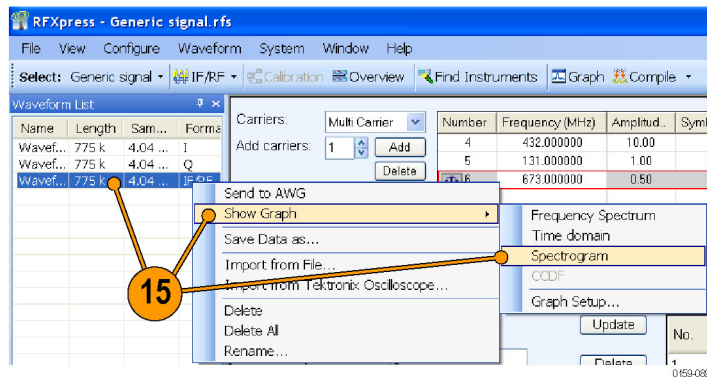 RFXpress - Generic signal.rfs
File View Configure Waveform System Window Help
Select: Generic signal IF/RF Calibration Overview Find Instruments Graph Compile
Waveform List
Name Length Sam... Forma
Wavef... 775 k 4.04 ... I
Wavef... 775 k 4.04 ... Q
Wavef... 775 k 4.04 ... IF/RF
Carriers: Multi Carrier
Add carriers: 1 Add
Delete
Number Frequency (MHz) Amplitud.. Symb
4 432.000000 10.00
5 131.000000 1.00
6 673.000000 0.50
Send to AWG
Show Graph
Save Data as...
Import from File...
Import from Tektronix Oscilloscope...
Delete
Delete All
Rename...
Frequency Spectrum
Time domain
Spectrogram
CCDF
Graph Setup...
15
Update
Delete
No.
1
0159-089